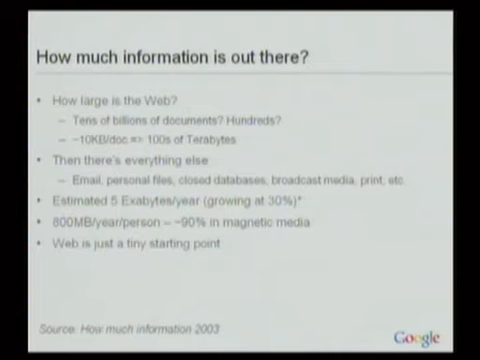 How much information is out there?
• How large is the Web?
– Tens of billions of documents? Hundreds?
– ~10KB/doc => 100s of Terabytes
• Then there's everything else
– Email, personal files, closed databases, broadcast media, print, etc.
• Estimated 5 Exabytes/year (growing at 30%)*
• 800MB/year/person – ~90% in magnetic media
• Web is just a tiny starting point
Source: How much information 2003
Google